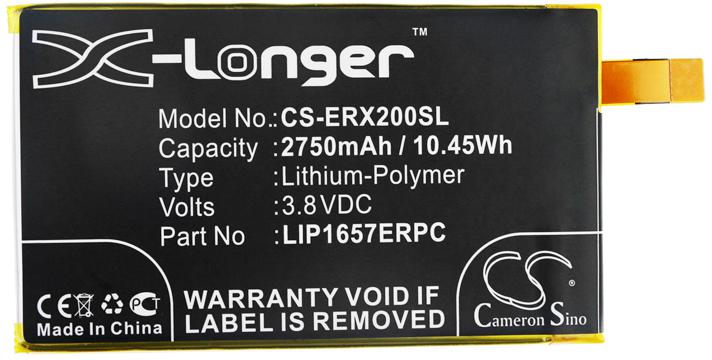 X-Longer™
Model No.: CS-ERX200SL
Capacity : 2750mAh / 10.45Wh
Type : Lithium-Polymer
Volts : 3.8VDC
Part No : LIP1657ERPC
CE PCT
Made In China
WARRANTY VOID IF
LABEL IS REMOVED
CS®
Cameron Sino